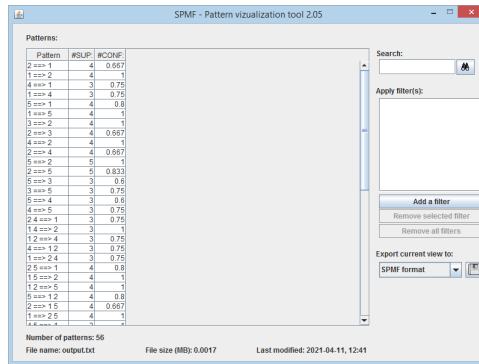 SPMF - Pattern vizualization tool 2.05
Patterns:
Pattern #SUP: #CONF:
2 ==> 1 4 0.667
1 ==> 2 4 1
4 ==> 1 3 0.75
1 ==> 4 3 0.75
5 ==> 1 4 0.8
1 ==> 5 4 1
3 ==> 2 4 1
2 ==> 3 4 0.667
4 ==> 2 4 1
2 ==> 4 4 0.667
5 ==> 2 5 1
2 ==> 5 5 0.833
5 ==> 3 3 0.6
3 ==> 5 3 0.75
5 ==> 4 3 0.6
4 ==> 5 3 0.75
2 4 ==> 1 3 0.75
1 4 ==> 2 3 1
1 2 ==> 4 3 0.75
4 ==> 1 2 3 0.75
1 ==> 2 4 3 0.75
2 5 ==> 1 4 0.8
1 5 ==> 2 4 1
1 2 ==> 5 4 1
5 ==> 1 2 4 0.8
2 ==> 1 5 4 0.667
1 ==> 2 5 4 1
Number of patterns: 56
File name: output.txt File size (MB): 0.0017 Last modified: 2021-04-11, 12:41
Search:
Apply filter(s):
Add a filter
Remove selected filter
Remove all filters
Export current view to:
SPMF format